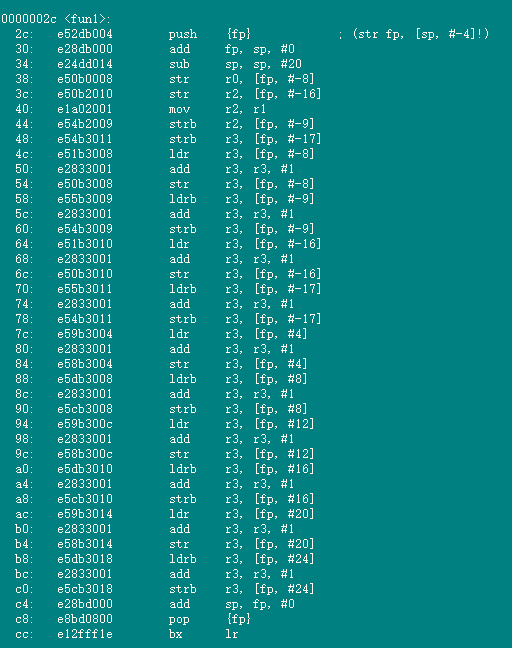 0000002c <fun1>:
2c: e52db004 push {fp} ; (str fp, [sp, #-4]!)
30: e28db000 add fp, sp, #0
34: e24dd014 sub sp, sp, #20
38: e50b0008 str r0, [fp, #-8]
3c: e50b2010 str r2, [fp, #-16]
40: e1a02001 mov r2, r1
44: e54b2009 strb r2, [fp, #-9]
48: e54b3011 strb r3, [fp, #-17]
4c: e51b3008 ldr r3, [fp, #-8]
50: e2833001 add r3, r3, #1
54: e50b3008 str r3, [fp, #-8]
58: e55b3009 ldrb r3, [fp, #-9]
5c: e2833001 add r3, r3, #1
60: e54b3009 strb r3, [fp, #-9]
64: e51b3010 ldr r3, [fp, #-16]
68: e2833001 add r3, r3, #1
6c: e50b3010 str r3, [fp, #-16]
70: e55b3011 ldrb r3, [fp, #-17]
74: e2833001 add r3, r3, #1
78: e54b3011 strb r3, [fp, #-17]
7c: e59b3004 ldr r3, [fp, #4]
80: e2833001 add r3, r3, #1
84: e58b3004 str r3, [fp, #4]
88: e5db3008 ldrb r3, [fp, #8]
8c: e2833001 add r3, r3, #1
90: e5cb3008 strb r3, [fp, #8]
94: e59b300c ldr r3, [fp, #12]
98: e2833001 add r3, r3, #1
9c: e58b300c str r3, [fp, #12]
a0: e5db3010 ldrb r3, [fp, #16]
a4: e2833001 add r3, r3, #1
a8: e5cb3010 strb r3, [fp, #16]
ac: e59b3014 ldr r3, [fp, #20]
b0: e2833001 add r3, r3, #1
b4: e58b3014 str r3, [fp, #20]
b8: e5db3018 ldrb r3, [fp, #24]
bc: e2833001 add r3, r3, #1
c0: e5cb3018 strb r3, [fp, #24]
c4: e28bd000 add sp, fp, #0
c8: e8bd0800 pop {fp}
cc: e12fff1e bx lr